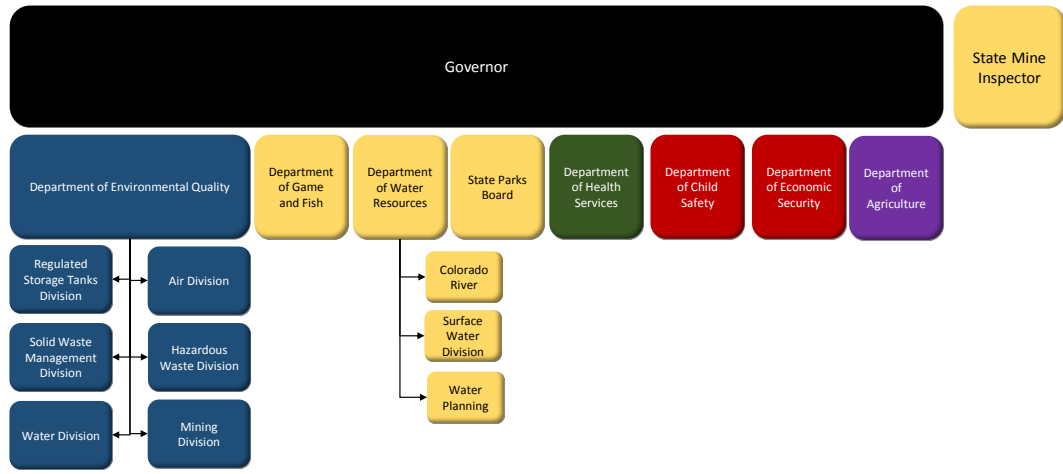 Governor
State Mine
Inspector
Department of Environmental Quality
Department
of Game
and Fish
Department
of Water
Resources
State Parks
Board
Department
of Health
Services
Department
of Child
Safety
Department
of Economic
Security
Department
of
Agriculture
Regulated
Storage Tanks
Division
Air Division
Colorado
River
Solid Waste
Management
Division
Hazardous
Waste Division
Surface
Water
Division
Water Division
Mining
Division
Water
Planning